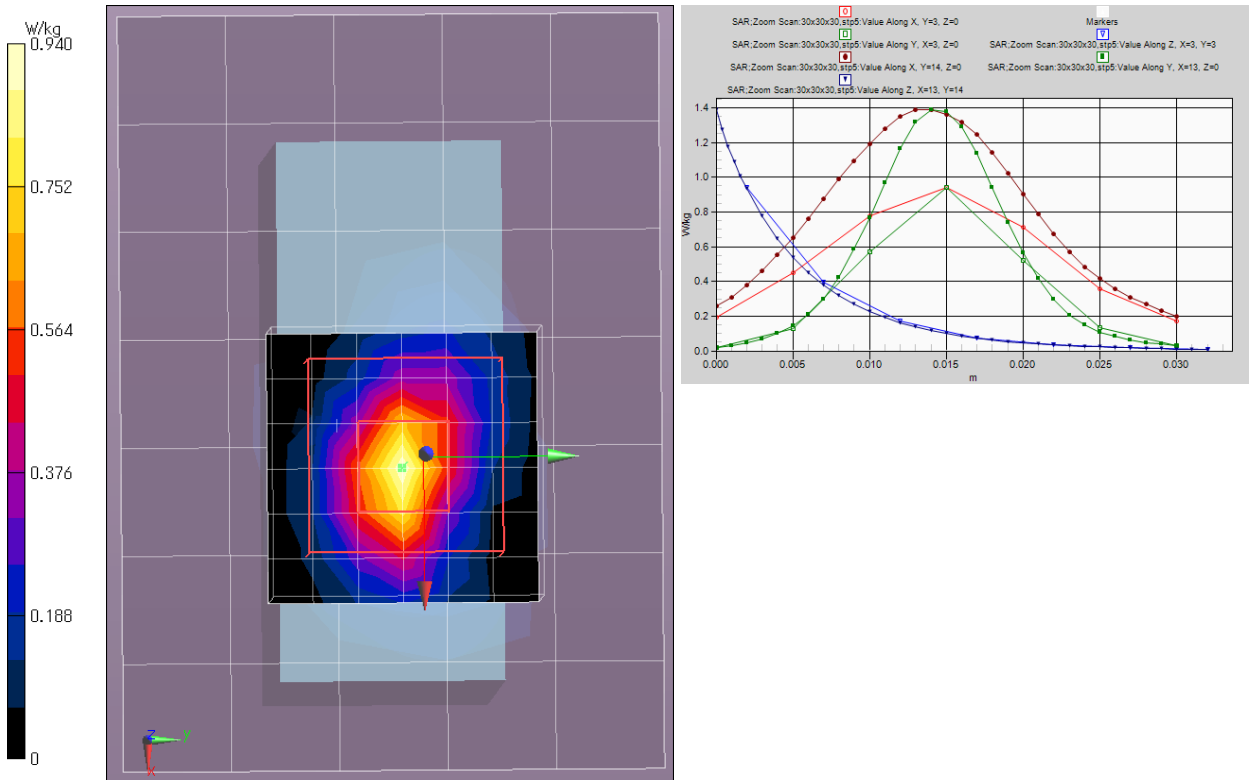 W/kg
0.940
0.752
0.564
0.376
0.188
0
z
y
x
SAR;Zoom Scan:30x30x30,stp5:Value Along X, Y=3, Z=0
Markers
SAR;Zoom Scan:30x30x30,stp5:Value Along Y, X=3, Z=0
SAR;Zoom Scan:30x30x30,stp5:Value Along Z, X=3, Y=3
SAR;Zoom Scan:30x30x30,stp5:Value Along X, Y=14, Z=0
SAR;Zoom Scan:30x30x30,stp5:Value Along Y, X=13, Z=0
SAR;Zoom Scan:30x30x30,stp5:Value Along Z, X=13, Y=14
1.4
1.2
1.0
0.8
W/kg
0.6
0.4
0.2
0.0
0.000
0.005
0.010
0.015
0.020
0.025
0.030
m